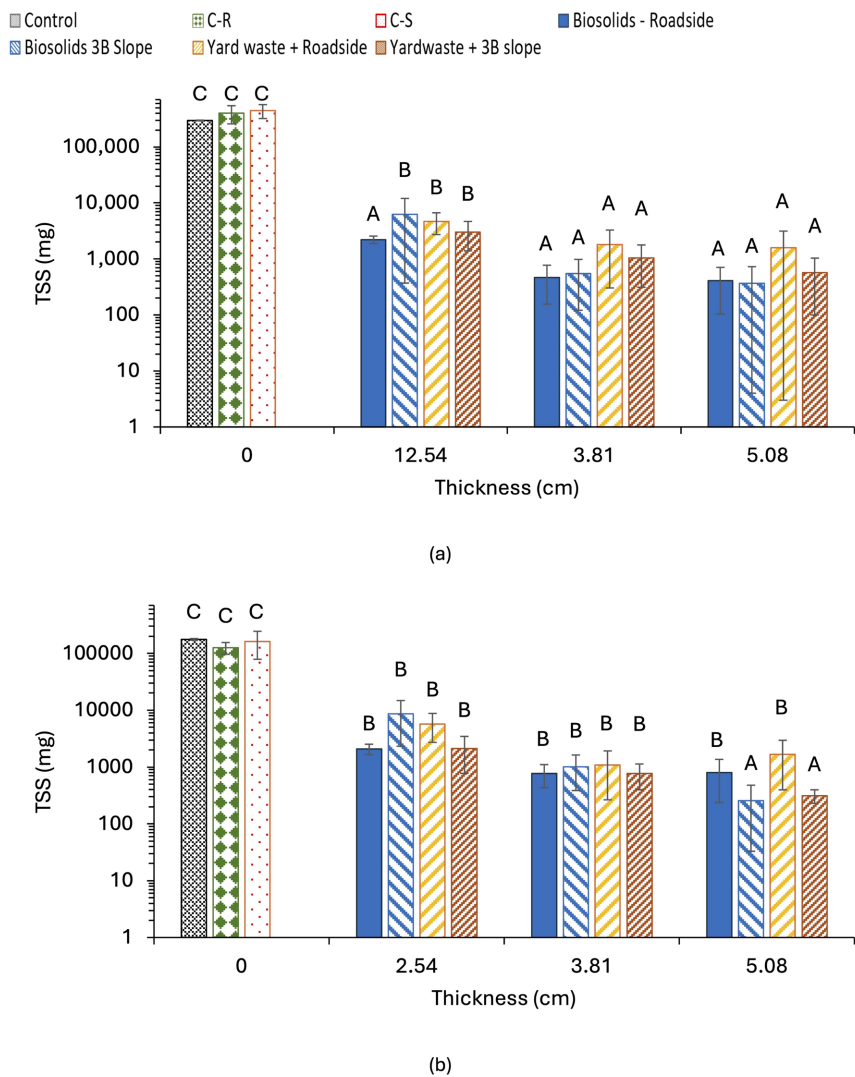 Control C-R C-S Biosolids - Roadside
Biosolids 3B Slope Yard waste + Roadside Yardwaste + 3B slope
C C C
B
A B B
A A
A A
A
A A
A
100,000
10,000
1,000
100
10
1
TSS (mg)
0 12.54 3.81 5.08
Thickness (cm)
(a)
C C C
B
B B B
B B B B
B
B A A
100000
10000
1000
100
10
1
TSS (mg)
0 2.54 3.81 5.08
Thickness (cm)
(b)